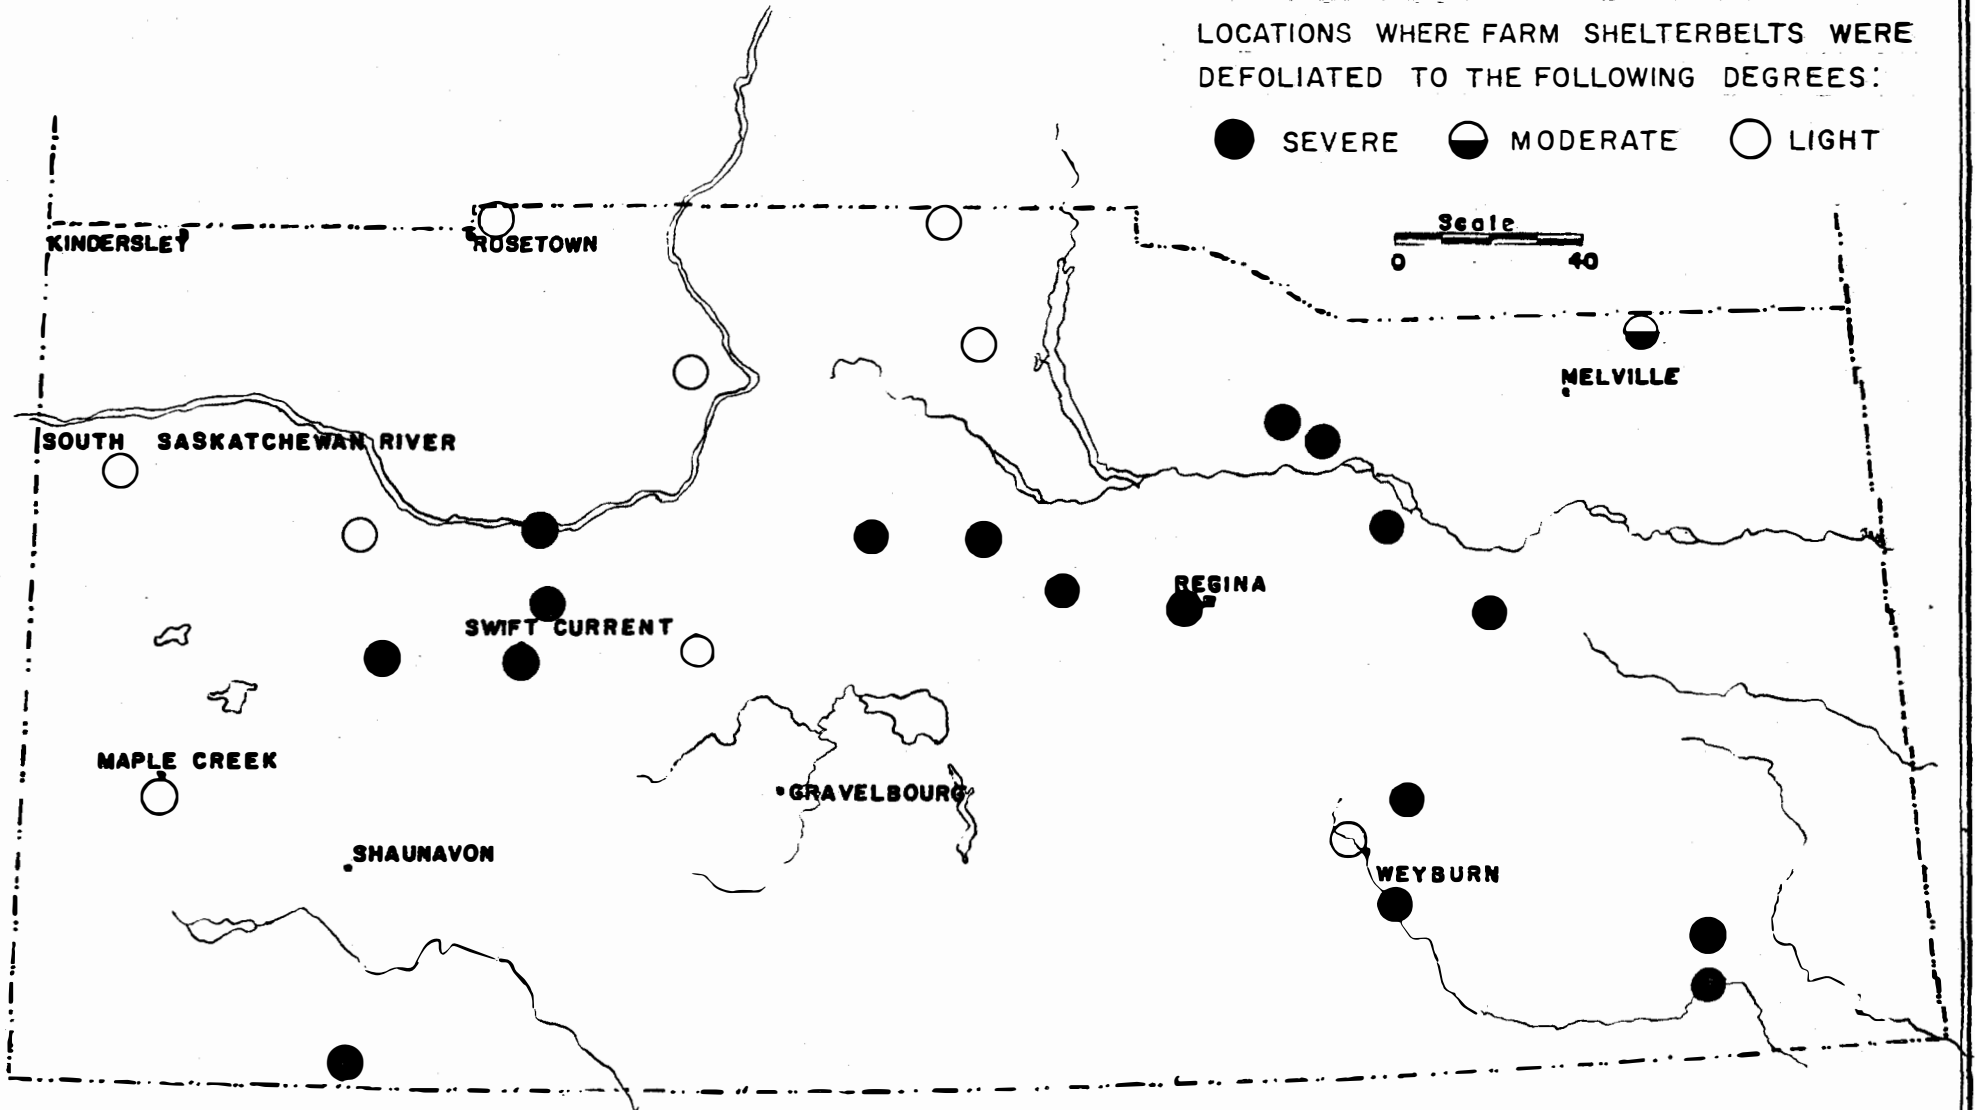 LOCATIONS WHERE FARM SHELTERBELTS WERE
DEFOLIATED TO THE FOLLOWING DEGREES:
SEVERE MODERATE LIGHT
Scale
0 40
KINDERSLEY
ROSETOWN
MELVILLE
SOUTH SASKATCHEWAN RIVER
REGINA
SWIFT CURRENT
MAPLE CREEK
GRAVELBOURG
SHAUNAVON
WEYBURN